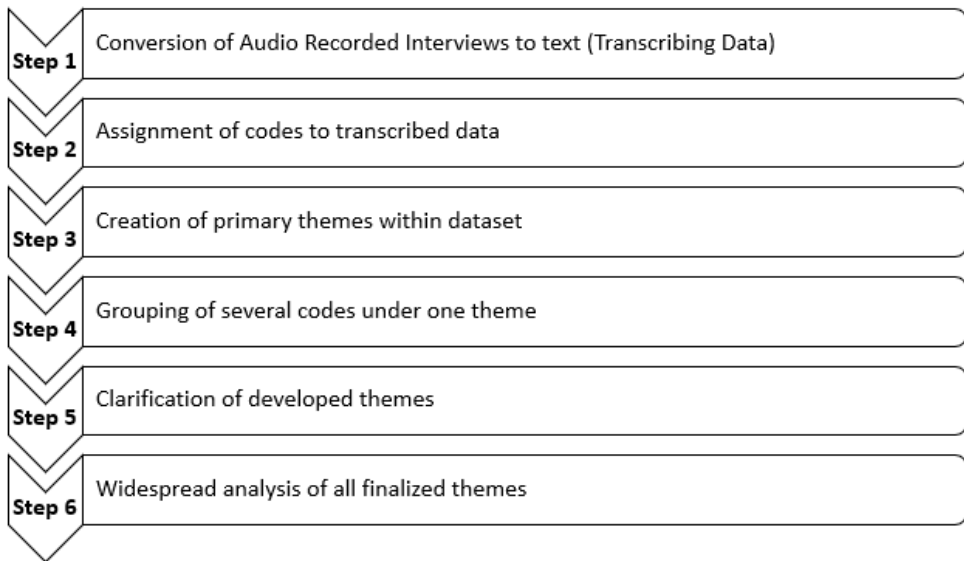 Step 1
Conversion of Audio Recorded Interviews to text (Transcribing Data)
Step 2
Assignment of codes to transcribed data
Step 3
Creation of primary themes within dataset
Step 4
Grouping of several codes under one theme
Step 5
Clarification of developed themes
Step 6
Widespread analysis of all finalized themes